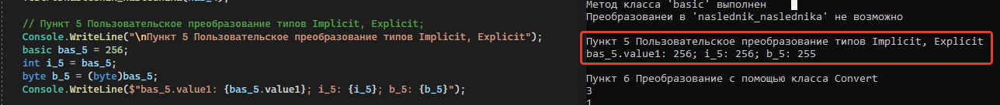 // Пункт 5 Пользовательское преобразование типов Implicit, Explicit;
Console.WriteLine("\nПункт 5 Пользовательское преобразование типов Implicit, Explicit");
basic bas_5 = 256;
int i_5 = bas_5;
byte b_5 = (byte)bas_5;
Console.WriteLine($"bas_5.value1: {bas_5.value1}; i_5: {i_5}; b_5: {b_5}");
Метод класса 'basic' выполнен
Преобразованеи в 'naslednik_naslednika' не возможно
Пункт 5 Пользовательское преобразование типов Implicit, Explicit
bas_5.value1: 256; i_5: 256; b_5: 255
Пункт 6 Преобразование с помощью класса Convert
3
1